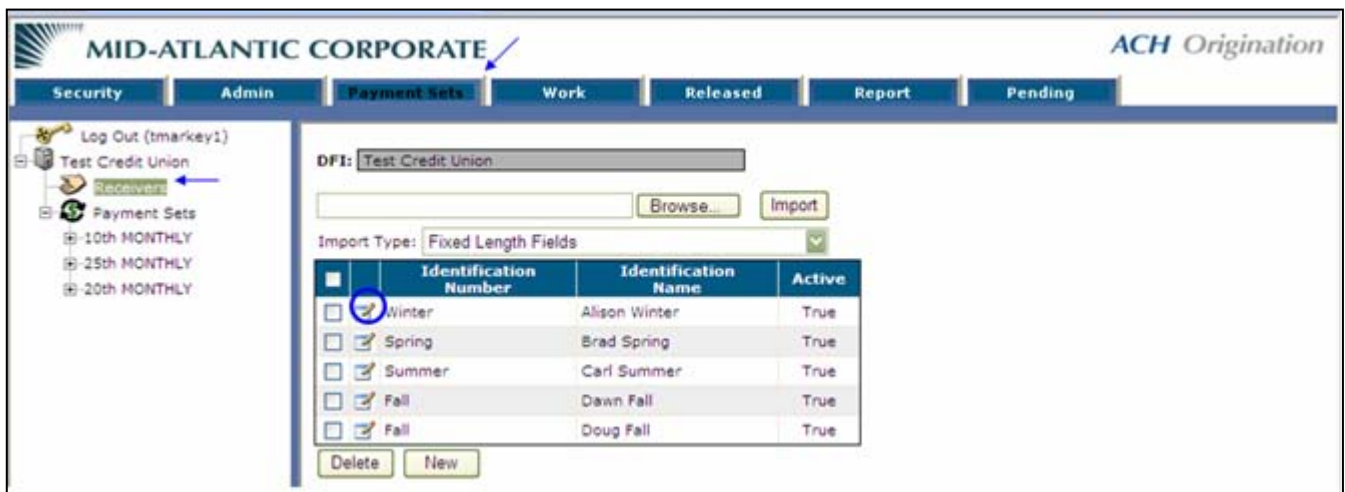 MID-ATLANTIC CORPORATE
ACH Origination
Security Admin Payment Sets Work Released Report Pending
Log Out (tmarkey1)
Test Credit Union
Receivers
Payment Sets
10th MONTHLY
25th MONTHLY
20th MONTHLY
DFI: Test Credit Union
Browse... Import
Import Type: Fixed Length Fields
Identification Number Identification Name Active
Winter Alison Winter True
Spring Brad Spring True
Summer Carl Summer True
Fall Dawn Fall True
Fall Doug Fall True
Delete New